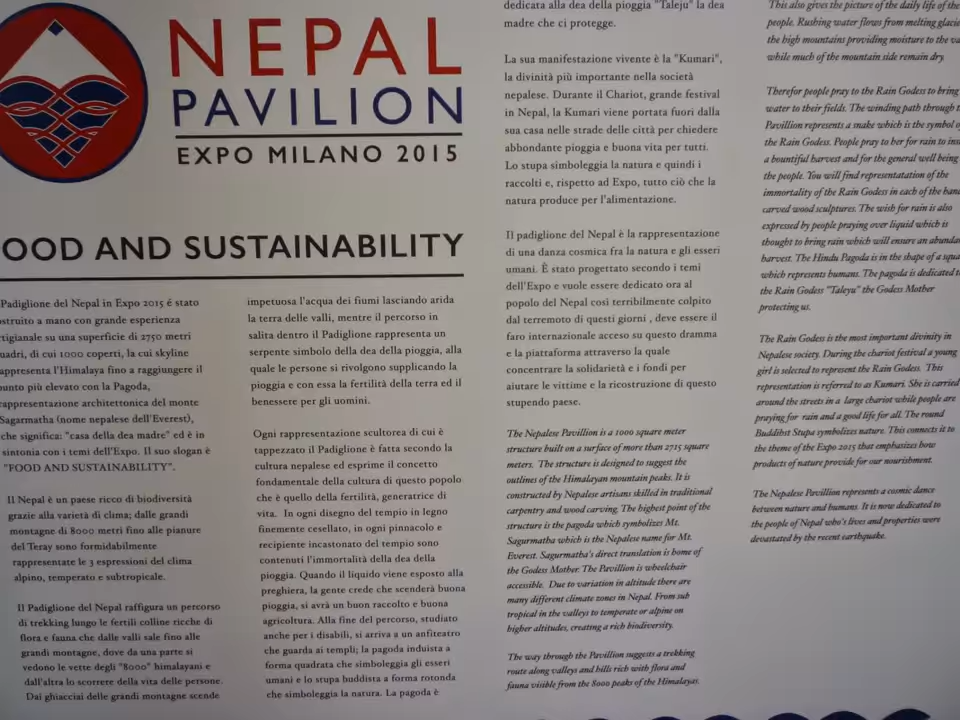 NEPAL
PAVILION
EXPO MILANO 2015
OOD AND SUSTAINABILITY
Padiglione del Nepal in Expo 2015 é stato
ostruito a mano con grande esperienza
rtigianale su una superficie di 2750 metri
uadri, di cui 1000 coperti, la cui skyline
appresenta l'Himalaya fino a raggiungere il
unto più elevato con la Pagoda,
appresentazione architettonica del monte
Sagarmatha (nome nepalese dell'Everest),
che significa: "casa della dea madre" ed è in
sintonia con i temi dell'Expo. Il suo slogan è
"FOOD AND SUSTAINABILITY".
Il Nepal è un paese ricco di biodiversità
grazie alla varietà di clima; dalle grandi
montagne di 8000 metri fino alle pianure
del Teray sono formidabilmente
rappresentate le 3 espressioni del clima
alpino, temperato e subtropicale.
Il Padiglione del Nepal raffigura un percorso
di trekking lungo le fertili colline ricche di
flora e fauna che dalle valli sale fino alle
grandi montagne, dove da una parte si
vedono le vette degli "8000" himalayani e
dall'altra lo scorrere della vita delle persone.
Dai ghiacciai delle grandi montagne scende
impetuosa l'acqua dei fiumi lasciando arida
la terra delle valli, mentre il percorso in
salita dentro il Padiglione rappresenta un
serpente simbolo della dea della pioggia, alla
quale le persone si rivolgono supplicando la
pioggia e con essa la fertilità della terra ed il
benessere per gli uomini.
Ogni rappresentazione scultorea di cui è
tappezzato il Padiglione è fatta secondo la
cultura nepalese ed esprime il concetto
fondamentale della cultura di questo popolo
che è quello della fertilità, generatrice di
vita. In ogni disegno del tempio in legno
finemente cesellato, in ogni pinnacolo e
recipiente incastonato del tempio sono
contenuti l'immortalità della dea della
pioggia. Quando il liquido viene esposto alla
preghiera, la gente crede che scenderà buona
pioggia, si avrà un buon raccolto e buona
agricoltura. Alla fine del percorso, studiato
anche per i disabili, si arriva a un anfiteatro
che guarda ai templi; la pagoda induista a
forma quadrata che simboleggia gli esseri
umani e lo stupa buddista a forma rotonda
che simboleggia la natura. La pagoda è
dedicata alla dea della pioggia "Taleju" la dea
madre che ci protegge.
La sua manifestazione vivente è la "Kumari",
la divinità più importante nella società
nepalese. Durante il Chariot, grande festival
in Nepal, la Kumari viene portata fuori dalla
sua casa nelle strade delle città per chiedere
abbondante pioggia e buona vita per tutti.
Lo stupa simboleggia la natura e quindi i
raccolti e, rispetto ad Expo, tutto ciò che la
natura produce per l'alimentazione.
Il padiglione del Nepal è la rappresentazione
di una danza cosmica fra la natura e gli esseri
umani. È stato progettato secondo i temi
dell'Expo e vuole essere dedicato ora al
popolo del Nepal così terribilmente colpito
dal terremoto di questi giorni , deve essere il
faro internazionale acceso su questo dramma
e la piattaforma attraverso la quale
concentrare la solidarietà e i fondi per
aiutare le vittime e la ricostruzione di questo
stupendo paese.
The Nepalese Pavillion is a 1000 square meter
structure built on a surface of more than 2715 square
meters. The structure is designed to suggest the
outlines of the Himalayan mountain peaks. It is
constructed by Nepalese artisans skilled in traditional
carpentry and wood carving. The highest point of the
structure is the pagoda which symbolizes Mt.
Sagurmatha which is the Nepalese name for Mt.
Everest. Sagurmatha's direct translation is home of
the Godess Mother. The Pavillion is wheelchair
accessible. Due to variation in altitude there are
many different climate zones in Nepal. From sub
tropical in the valleys to temperate or alpine on
higher altitudes, creating a rich biodiversity.
The way through the Pavillion suggests a trekking
route along valleys and hills rich with flora and
fauna visible from the 8000 peaks of the Himalayas.
This also gives the picture of the daily life of the
people. Rushing water flows from melting glacie
the high mountains providing moisture to the va
while much of the mountain side remain dry.
Therefor people pray to the Rain Godess to bring
water to their fields. The winding path through t
Pavillion represents a snake which is the symbol o
the Rain Godess. People pray to her for rain to ins
a bountiful harvest and for the general well being
the people. You will find representatation of the
immortality of the Rain Godess in each of the han
carved wood sculptures. The wish for rain is also
expressed by people praying over liquid which is
thought to bring rain which will ensure an abunda
harvest. The Hindu Pagoda is in the shape of a squa
which represents humans. The pagoda is dedicated t
the Rain Godess "Taleyu" the Godess Mother
protecting us.
The Rain Godess is the most important divinity in
Nepalese society. During the chariot festival a young
girl is selected to represent the Rain Godess. This
representation is referred to as Kumari. She is carried
around the streets in a large chariot while people are
praying for rain and a good life for all. The round
Buddihst Stupa symbolizes nature. This connects it to
the theme of the Expo 2015 that emphasizes how
products of nature provide for our nourishment.
The Nepalese Pavillion represents a cosmic dance
between nature and humans. It is now dedicated to
the people of Nepal who's lives and properties were
devastated by the recent earthquake.